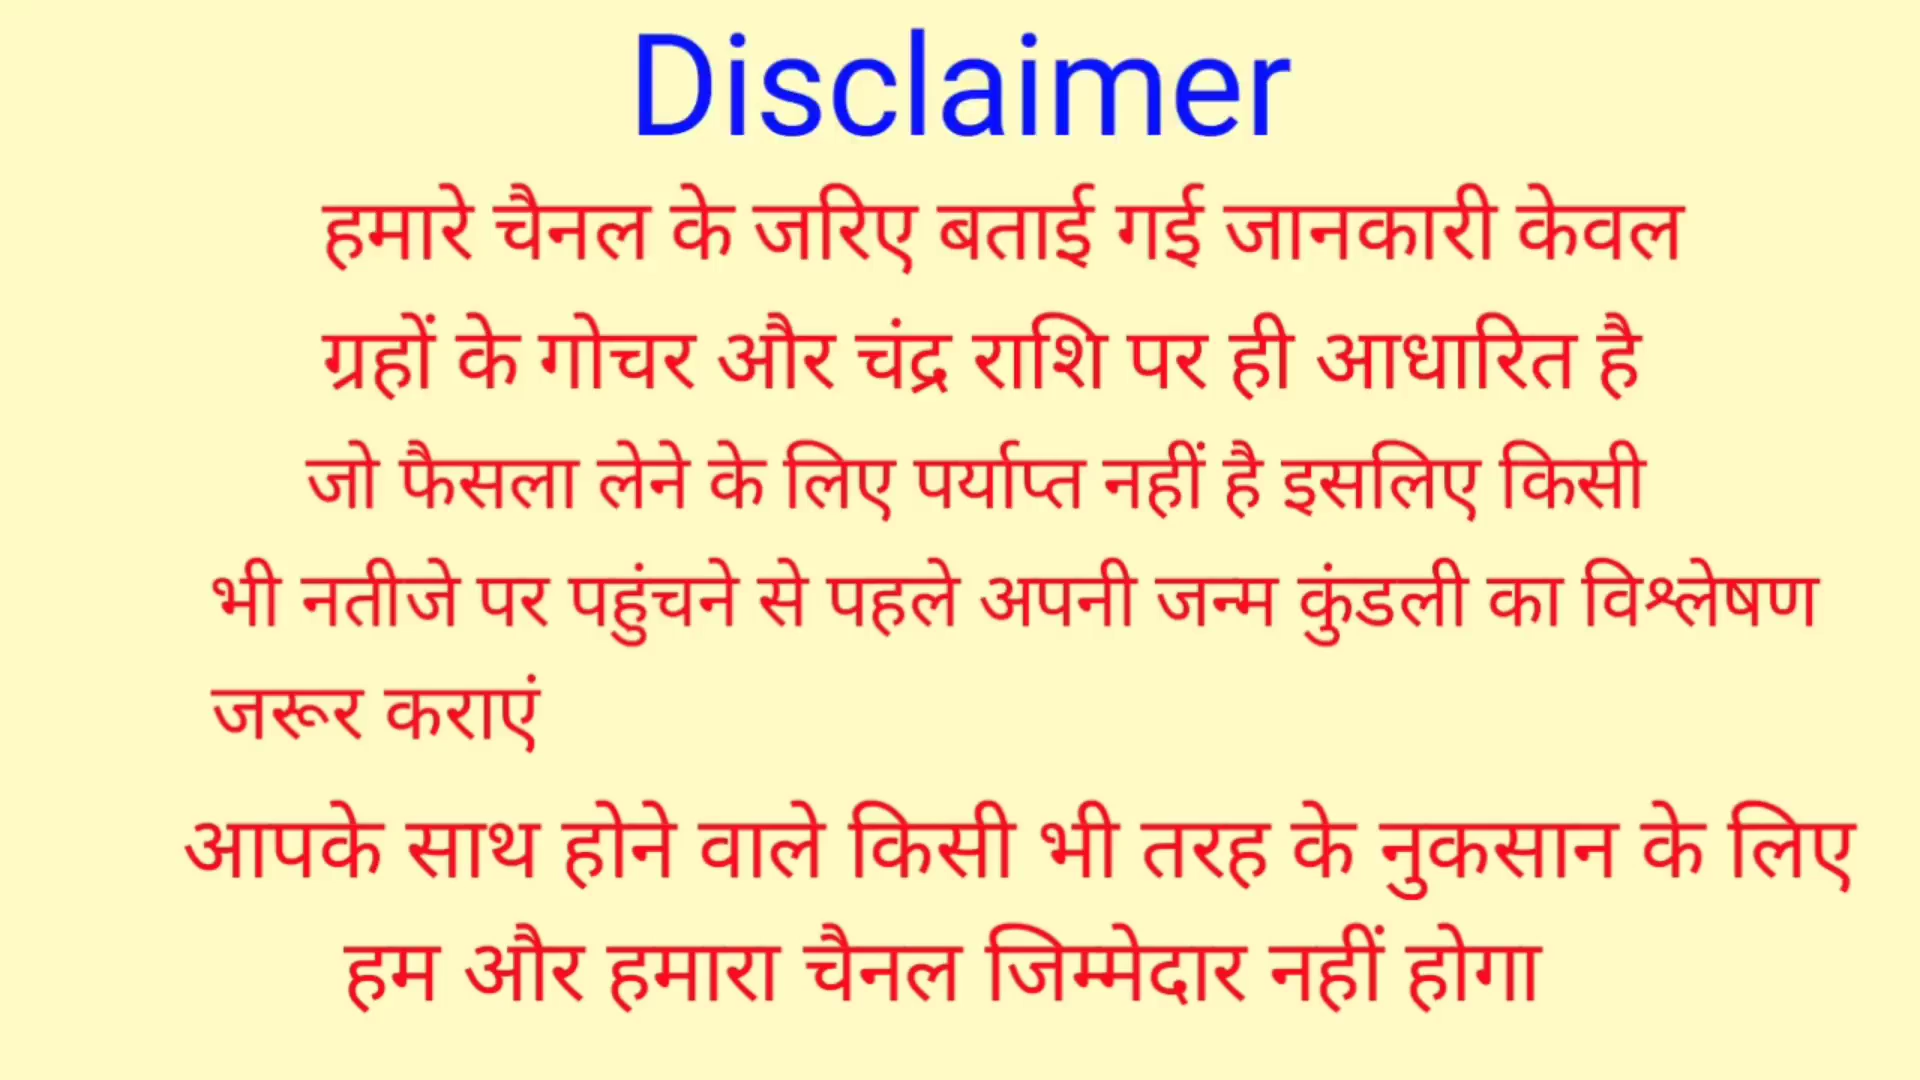 Disclaimer
हमारे चैनल के जरिए बताई गई जानकारी केवल
ग्रहों के गोचर और चंद्र राशि पर ही आधारित है
जो फैसला लेने के लिए पर्याप्त नहीं है इसलिए किसी
भी नतीजे पर पहुंचने से पहले अपनी जन्म कुंडली का विश्लेषण
जरूर कराएं
आपके साथ होने वाले किसी भी तरह के नुकसान के लिए
हम और हमारा चैनल जिम्मेदार नहीं होगा